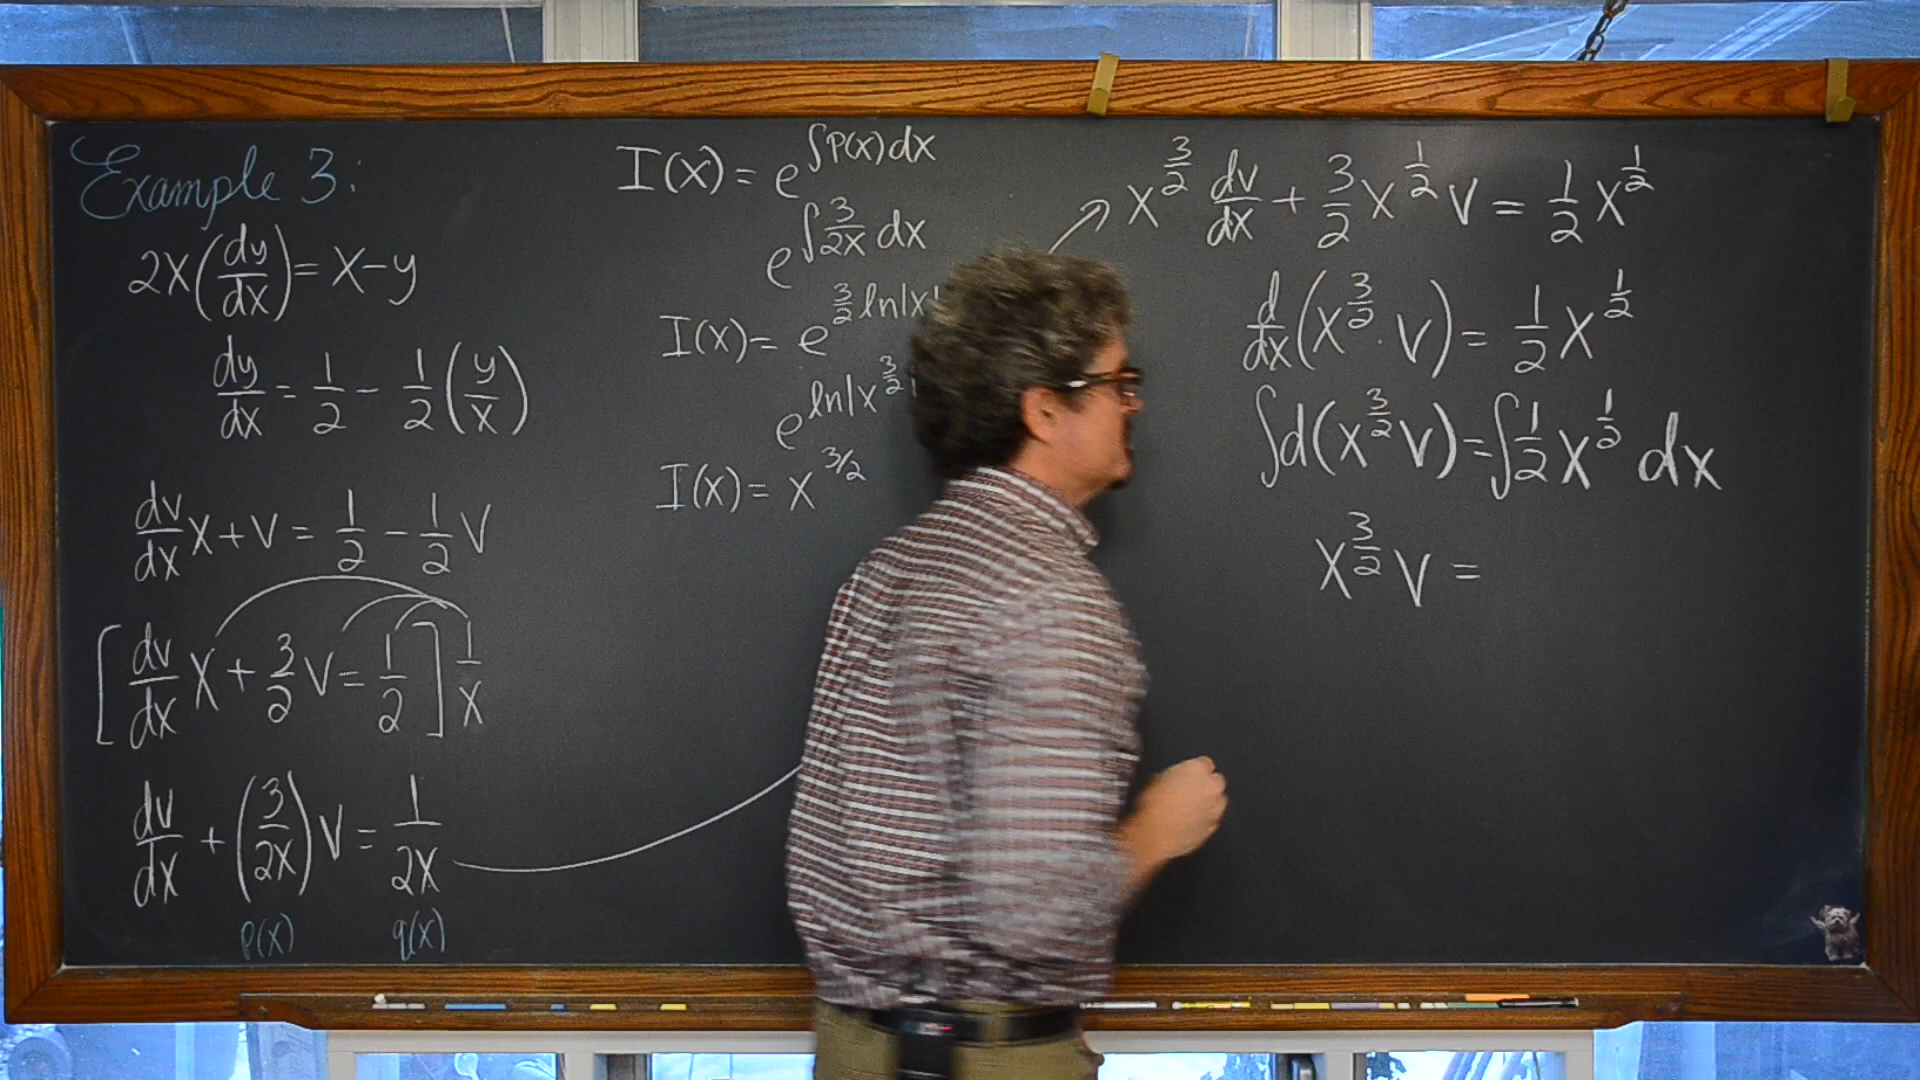 Example 3:
2x(dy/dx) = x-y
dy/dx = 1/2 - 1/2(y/x)
dv/dx x + v = 1/2 - 1/2 v
[dv/dx x + 3/2 v = 1/2] 1/x
dv/dx + (3/2x) v = 1/2x
p(x) q(x)
I(x) = e^∫p(x)dx
e^∫3/2x dx
I(x) = e^3/2 ln|x|
e^ln|x^3/2
I(x) = x^3/2
x^3/2 dv/dx + 3/2 x^1/2 v = 1/2 x^1/2
d/dx(x^3/2 · v) = 1/2 x^1/2
∫d(x^3/2 v) = ∫1/2 x^1/2 dx
x^3/2 v =